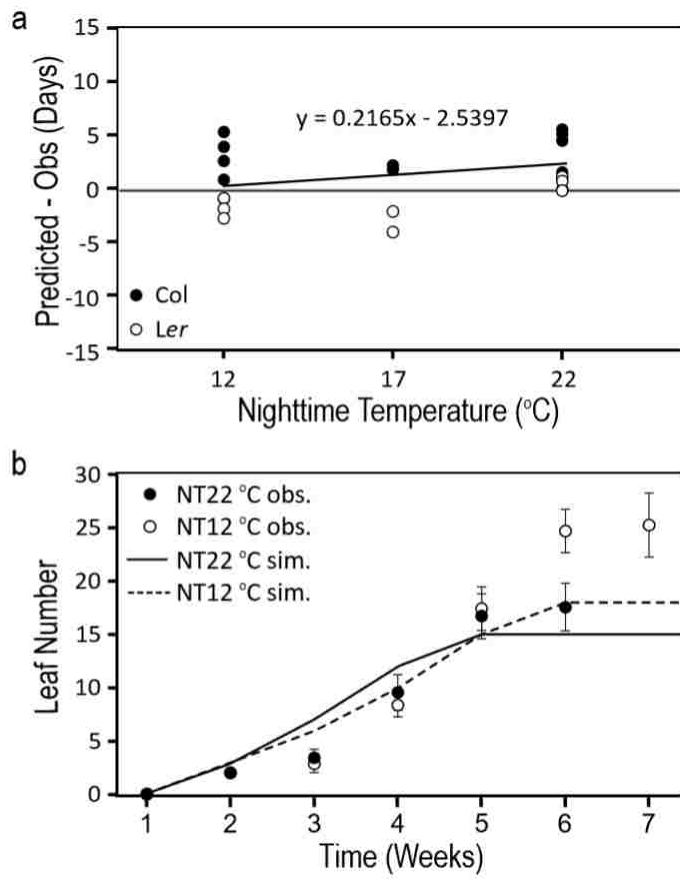 a
15
10
5
0
-5
-10
-15
Predicted - Obs (Days)
y = 0.2165x - 2.5397
Col
Ler
12 17 22
Nighttime Temperature (°C)
b
30
25
20
15
10
5
0
Leaf Number
NT22 °C obs.
NT12 °C obs.
NT22 °C sim.
NT12 °C sim.
1 2 3 4 5 6 7
Time (Weeks)